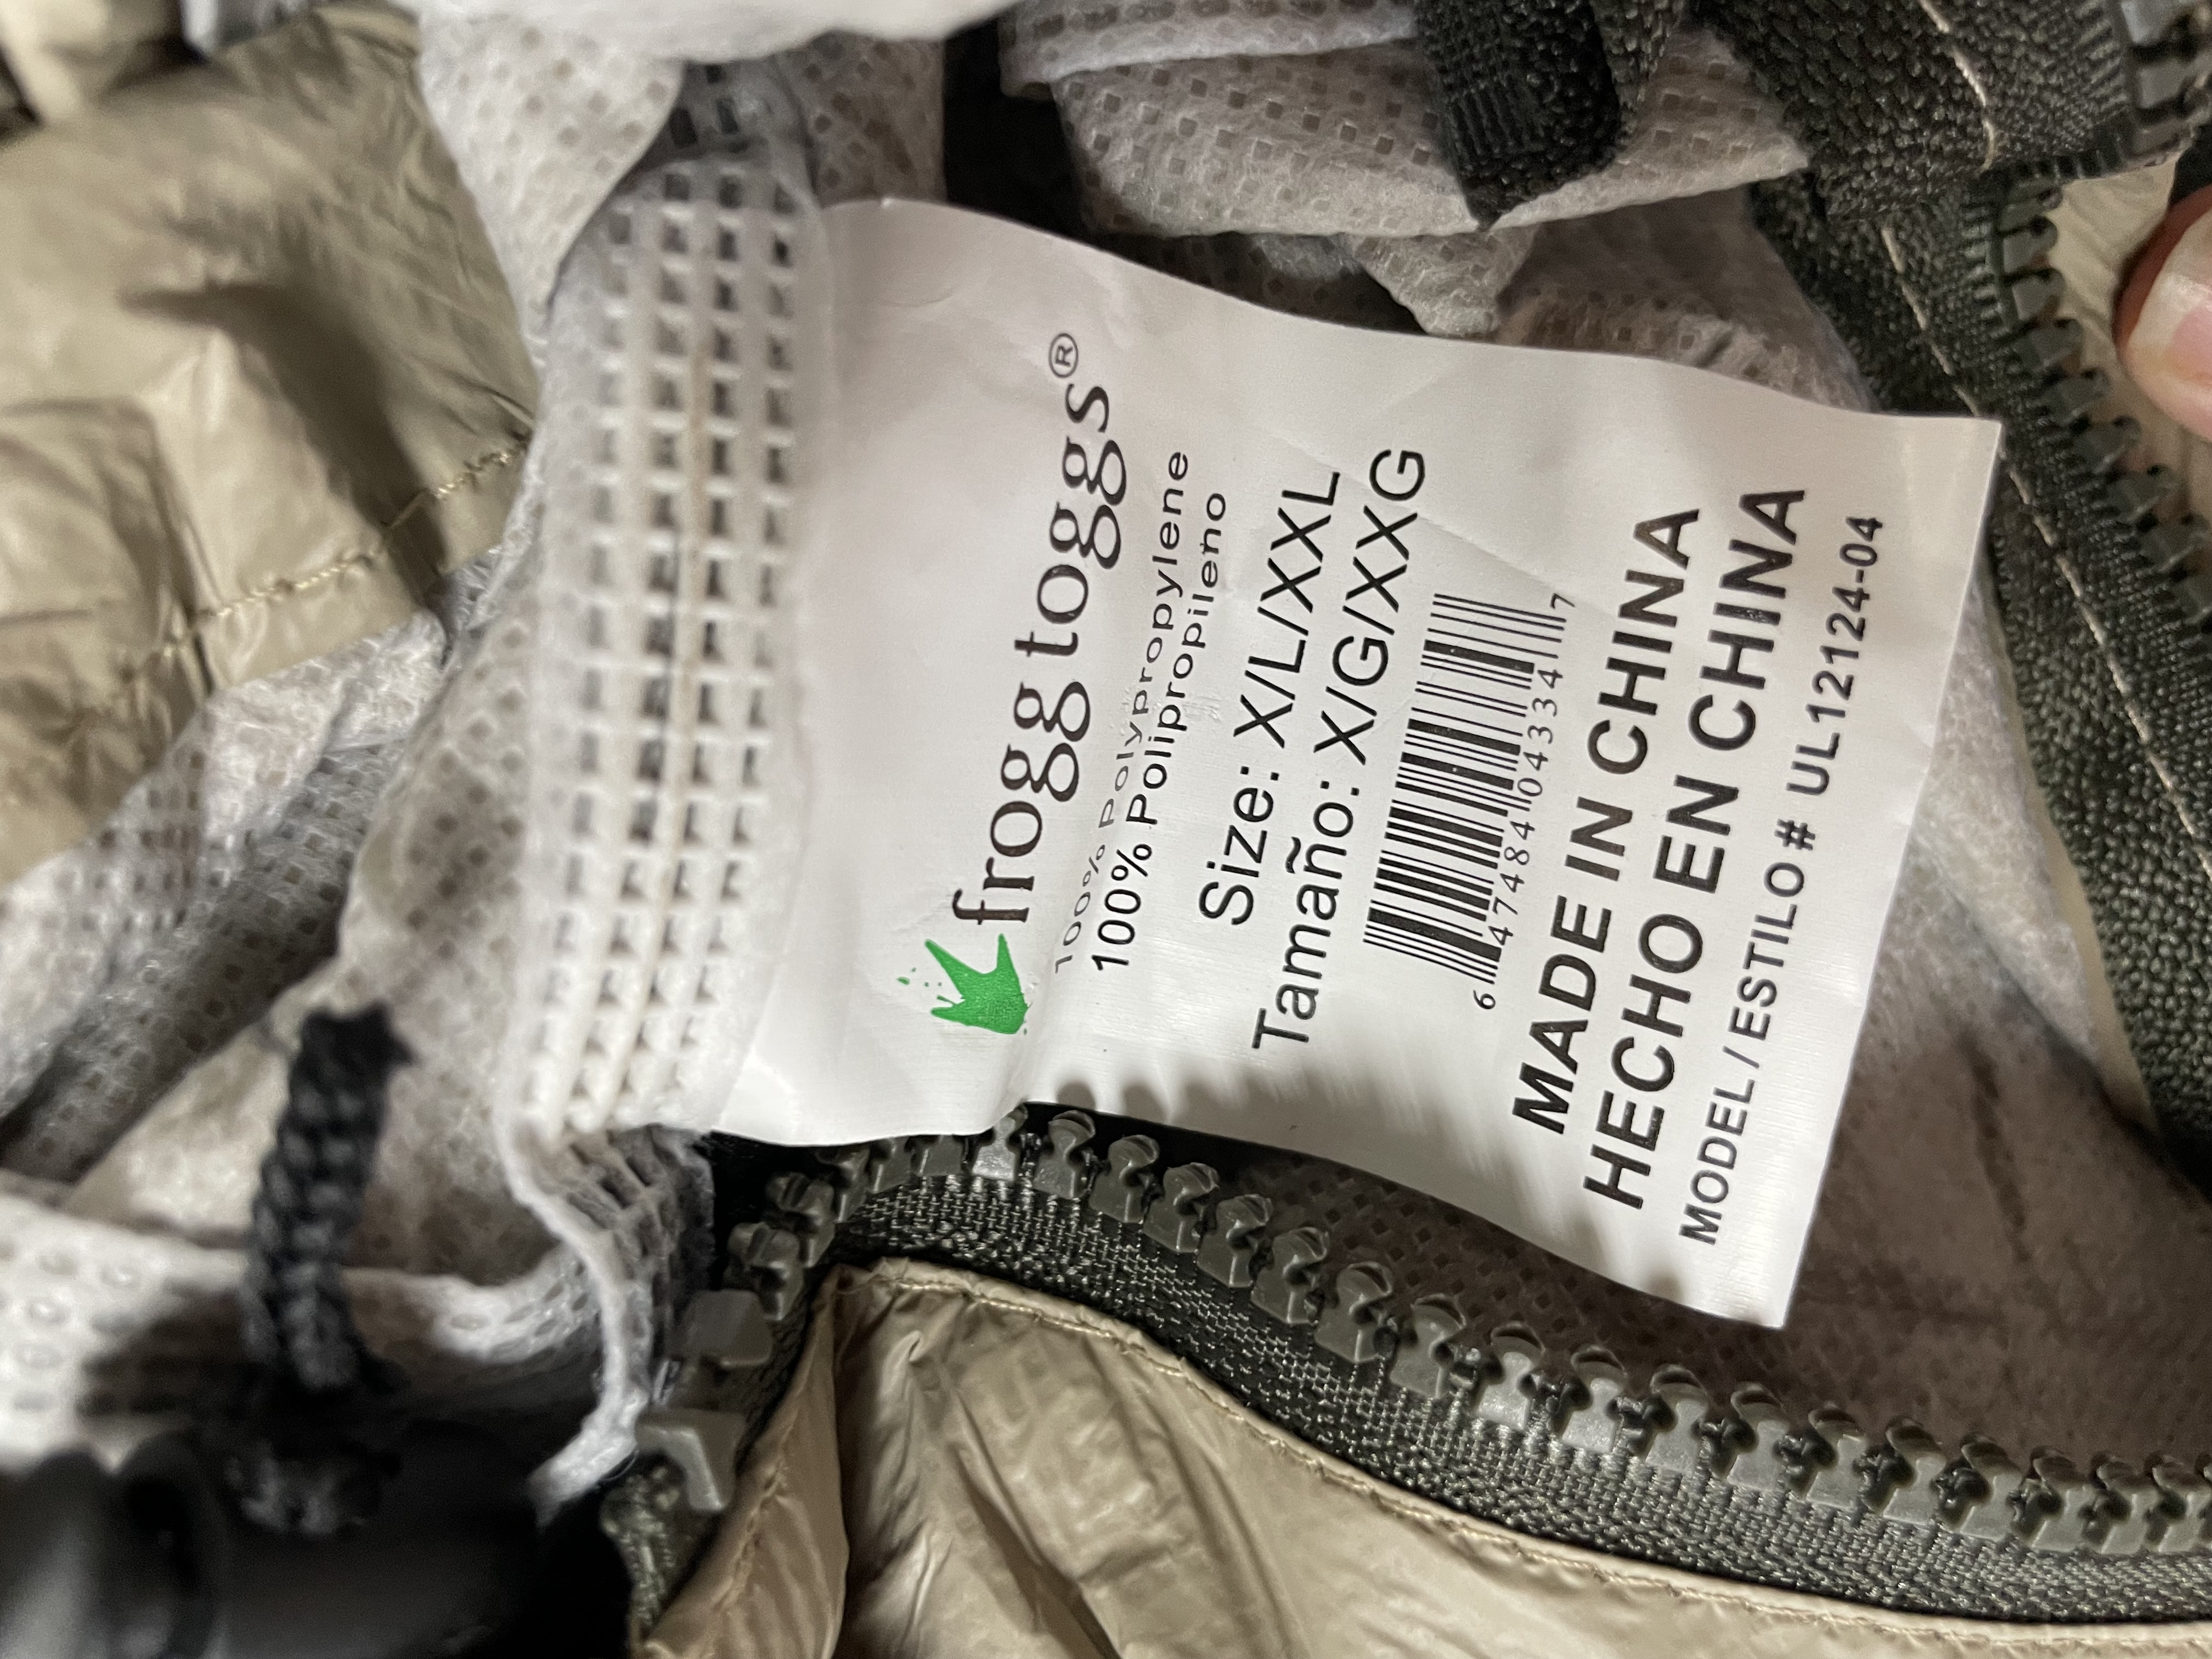 frogg toggs®
100% Polypropylene
100% Polipropileno
Size: X/L/XXL
Tamaño: X/G/XXG
6 47484 04334 7
MADE IN CHINA
HECHO EN CHINA
MODEL/ESTILO# UL12124-04